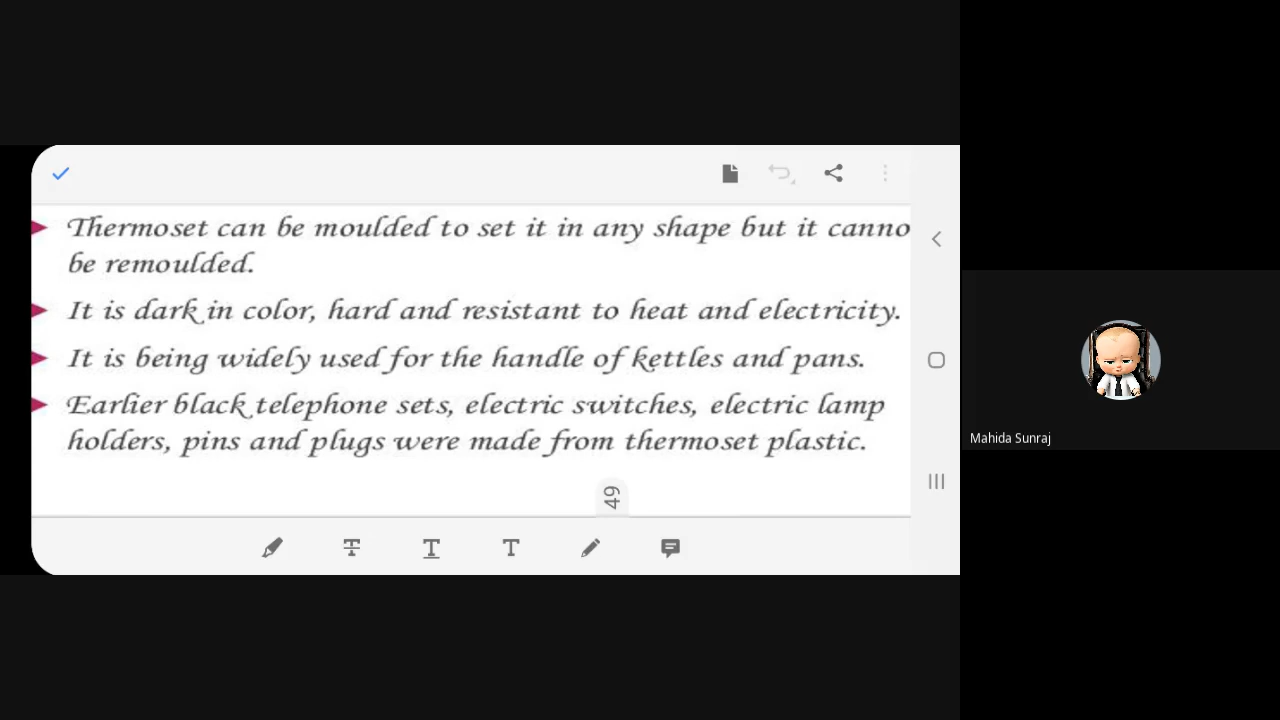 Thermoset can be moulded to set it in any shape but it canno
be remoulded.
It is dark in color, hard and resistant to heat and electricity.
It is being widely used for the handle of kettles and pans.
Earlier black telephone sets, electric switches, electric lamp
holders, pins and plugs were made from thermoset plastic.
49
Mahida Sunraj